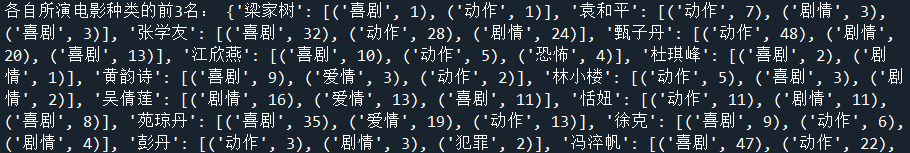 各自所演电影种类的前3名： {'梁家树': [('喜剧', 1), ('动作', 1)], '袁和平': [('动作', 7), ('剧情', 3),
('喜剧', 3)], '张学友': [('喜剧', 32), ('动作', 28), ('剧情', 24)], '甄子丹': [('动作', 48), ('剧情',
20), ('喜剧', 13)], '江欣燕': [('喜剧', 10), ('动作', 5), ('恐怖', 4)], '杜琪峰': [('喜剧', 2), ('剧
情', 1)], '黄韵诗': [('喜剧', 9), ('爱情', 3), ('动作', 2)], '林小楼': [('动作', 5), ('喜剧', 3), ('剧
情', 2)], '吴倩莲': [('剧情', 16), ('爱情', 13), ('喜剧', 11)], '恬妞': [('动作', 11), ('剧情', 11),
('喜剧', 8)], '苑琼丹': [('喜剧', 35), ('爱情', 19), ('动作', 13)], '徐克': [('喜剧', 9), ('动作', 6),
('剧情', 4)], '彭丹': [('动作', 3), ('剧情', 3), ('犯罪', 2)], '冯淬帆': [('喜剧', 47), ('动作', 22),